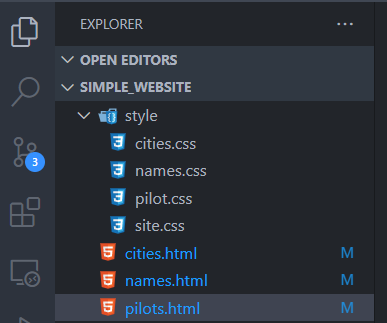 EXPLORER ...
OPEN EDITORS
SIMPLE_WEBSITE
style
cities.css
names.css
pilot.css
3
site.css
cities.html M
names.html M
pilots.html M